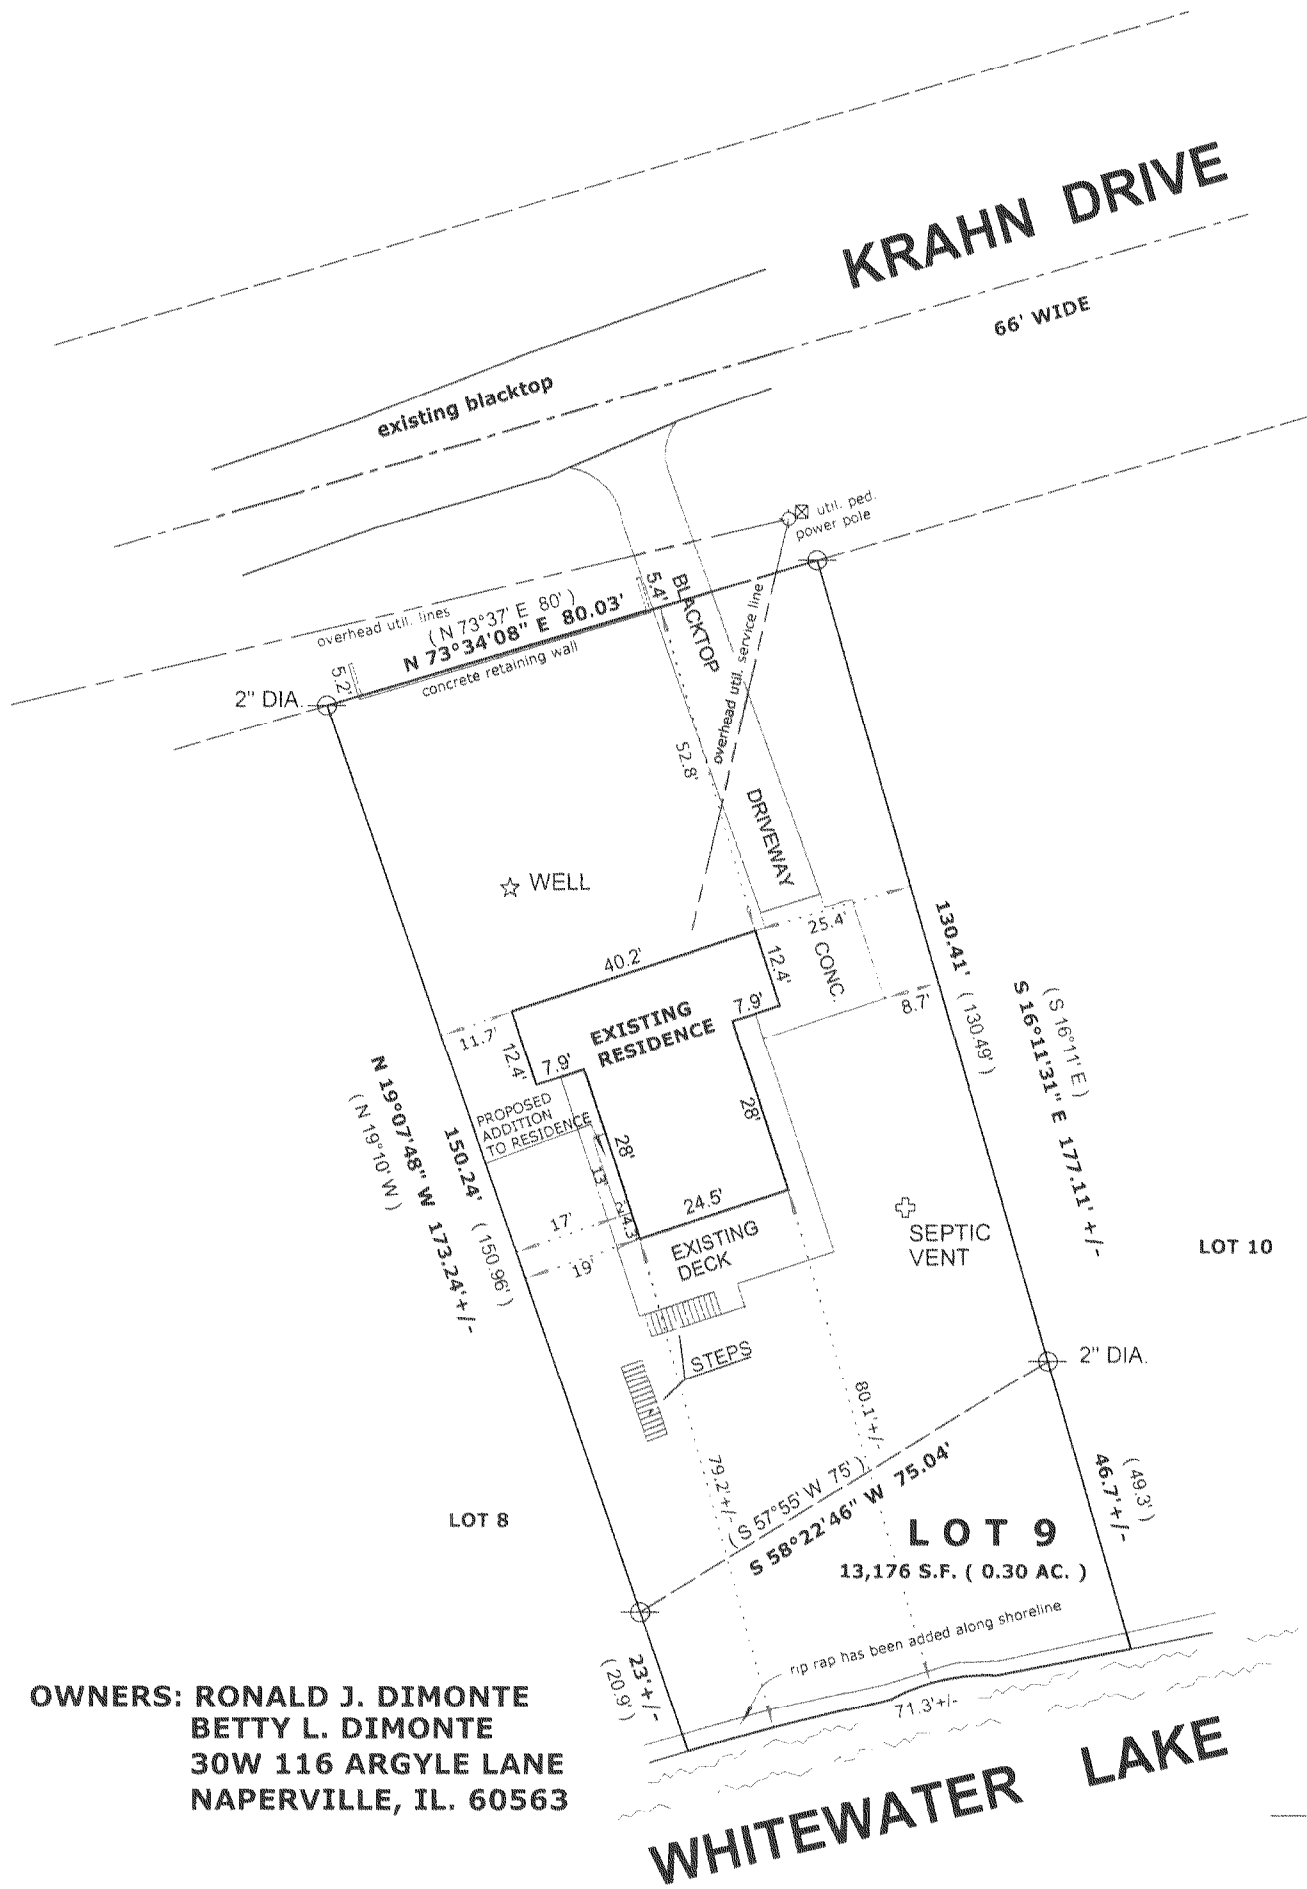 KRAHN DRIVE
66' WIDE
existing blacktop
util. ped.
power pole
overhead util. lines
( N 73°37' E 80' )
N 73°34'08" E 80.03'
concrete retaining wall
5.2'
5.4'
2" DIA.
BLACKTOP
overhead util. service line
52.8'
DRIVEWAY
WELL
25.4'
CONC.
40.2'
12.4'
7.9'
8.7'
EXISTING
RESIDENCE
11.7'
12.4'
7.9'
PROPOSED
ADDITION
TO RESIDENCE
28'
28'
13'
24.5'
17'
19'
EXISTING
DECK
STEPS
SEPTIC
VENT
130.41' ( 130.49' )
( S 16°11' E )
S 16°11'31" E 177.11' +/-
N 19°07'48" W 173.24'+/-
( N 19°10' W )
150.24' ( 150.96' )
LOT 10
2" DIA.
80.1'+/-
79.2'+/-
( S 57°55' W 75' )
S 58°22'46" W 75.04'
46.7'+/-
( 49.3' )
LOT 8
LOT 9
13,176 S.F. ( 0.30 AC. )
rip rap has been added along shoreline
23'+/-
( 20.9' )
71.3'+/-
OWNERS: RONALD J. DIMONTE
BETTY L. DIMONTE
30W 116 ARGYLE LANE
NAPERVILLE, IL. 60563
WHITEWATER LAKE